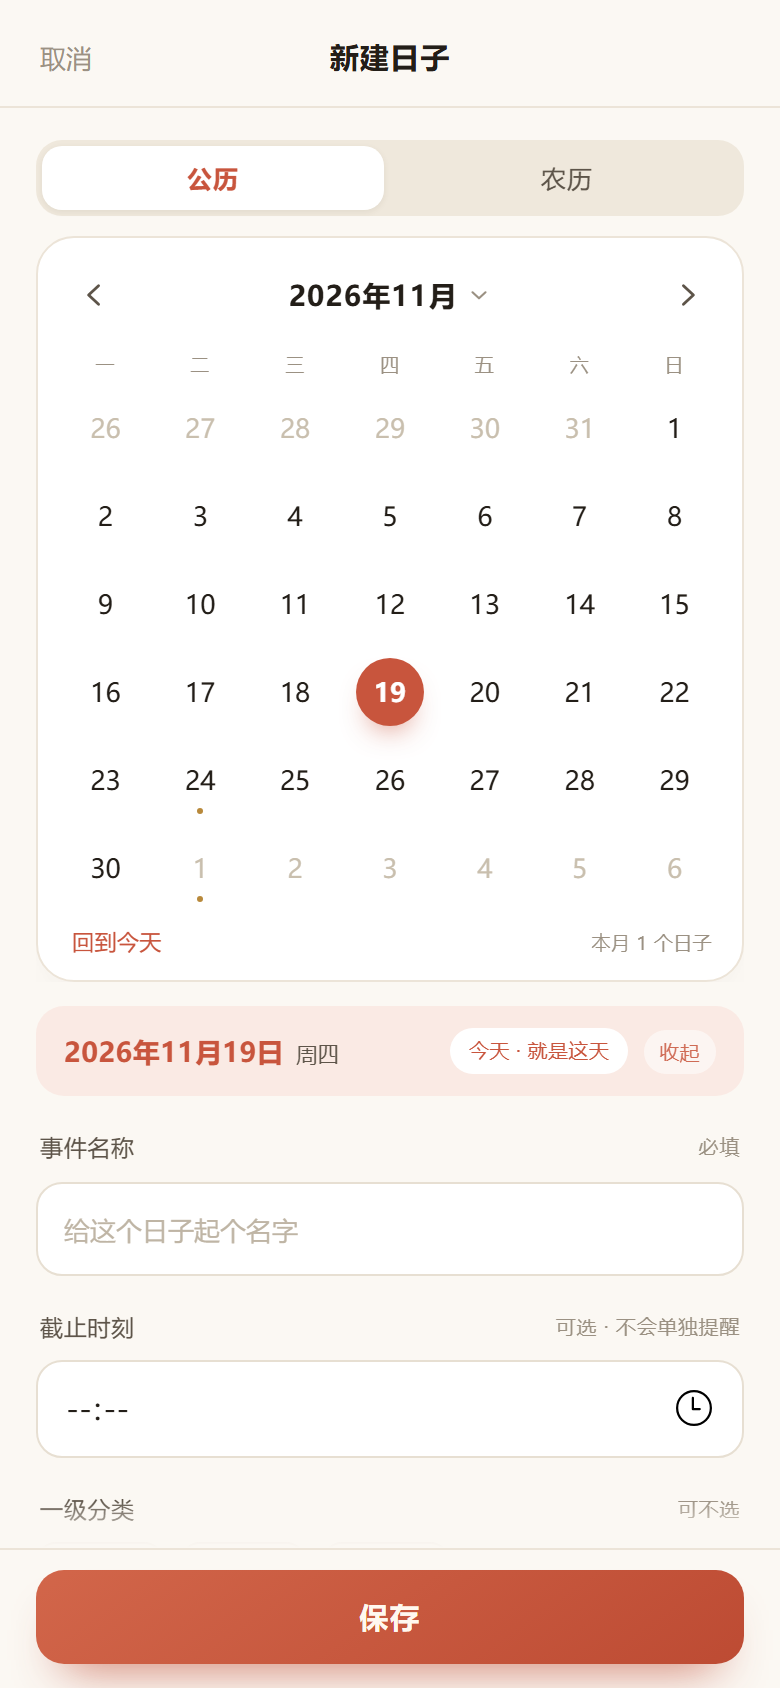 取消 新建日子
公历 农历
2026年11月
一 二 三 四 五 六 日
26 27 28 29 30 31 1
2 3 4 5 6 7 8
9 10 11 12 13 14 15
16 17 18 19 20 21 22
23 24 25 26 27 28 29
30 1 2 3 4 5 6
回到今天 本月 1 个日子
2026年11月19日 周四 今天 · 就是这天 收起
事件名称 必填
给这个日子起个名字
截止时刻 可选 · 不会单独提醒
--:--
一级分类 可不选
保存